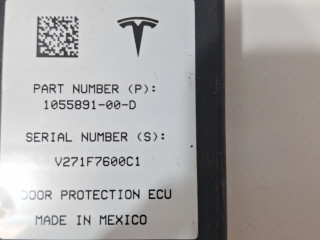 PART NUMBER (P):
1055891-00-D
SERIAL NUMBER (S):
V271F7600C1
DOOR PROTECTION ECU
MADE IN MEXICO